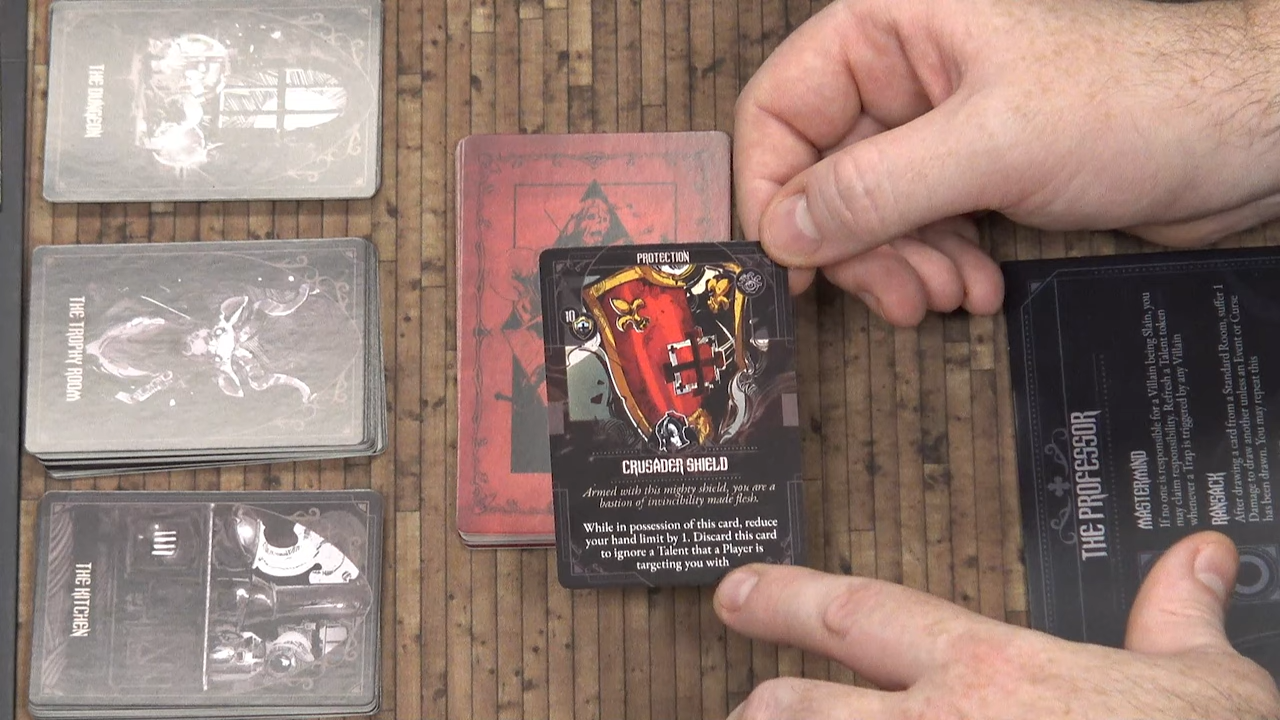 THE DUNGEON
THE TROPHY ROOM
THE KITCHEN
PROTECTION
10
CRUSADER SHIELD
Armed with this mighty shield, you are a
bastion of invincibility made flesh.
While in possession of this card, reduce
your hand limit by 1. Discard this card
to ignore a Talent that a Player is
targeting you with
THE PROFESSOR
MASTERMIND
If no one is responsible for a Villain being Slain, you
may claim responsibility. Refresh a Talent token
whenever a Trap is triggered by any Villain
RANSACK
After drawing a card from a Standard Room, suffer 1
Damage to draw another unless an Event or Curse
has been drawn. You may repeat this